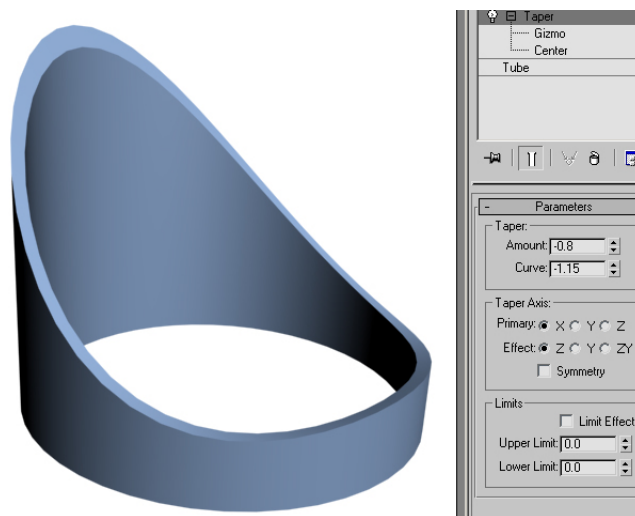 Taper
Gizmo
Center
Tube
- Parameters
Taper:
Amount: -0.8
Curve: -1.15
Taper Axis:
Primary: X Y Z
Effect: Z Y ZY
Symmetry
Limits
Limit Effect
Upper Limit: 0.0
Lower Limit: 0.0